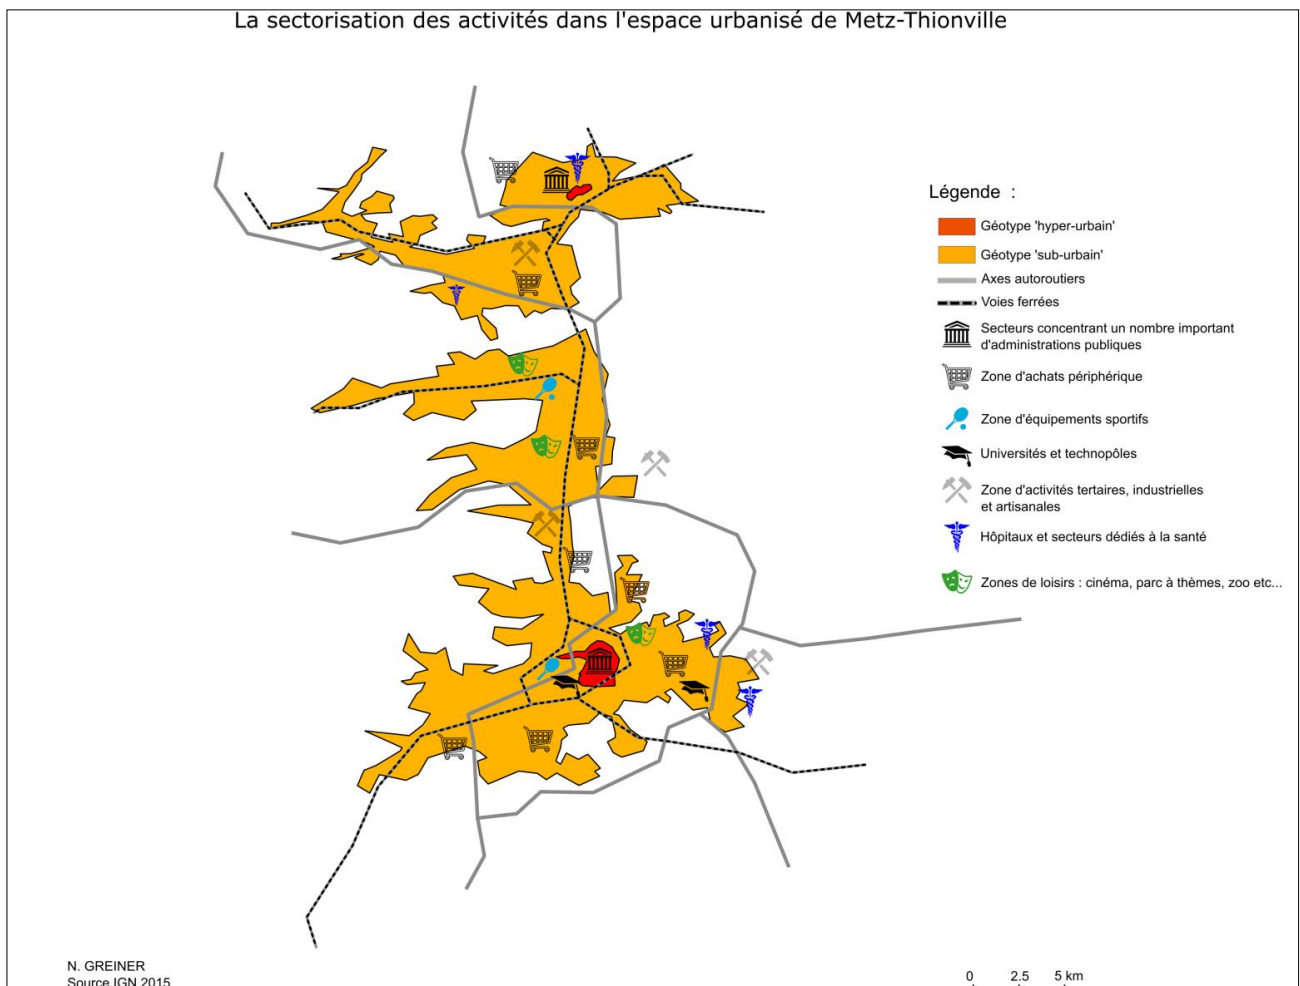 La sectorisation des activités dans l'espace urbanisé de Metz-Thionville
Légende :
Géotype 'hyper-urbain'
Géotype 'sub-urbain'
Axes autoroutiers
Voies ferrées
Secteurs concentrant un nombre important
d'administrations publiques
Zone d'achats périphérique
Zone d'équipements sportifs
Universités et technopôles
Zone d'activités tertaires, industrielles
et artisanales
Hôpitaux et secteurs dédiés à la santé
Zones de loisirs : cinéma, parc à thèmes, zoo etc...
N. GREINER
Source IGN 2015
0 2.5 5 km